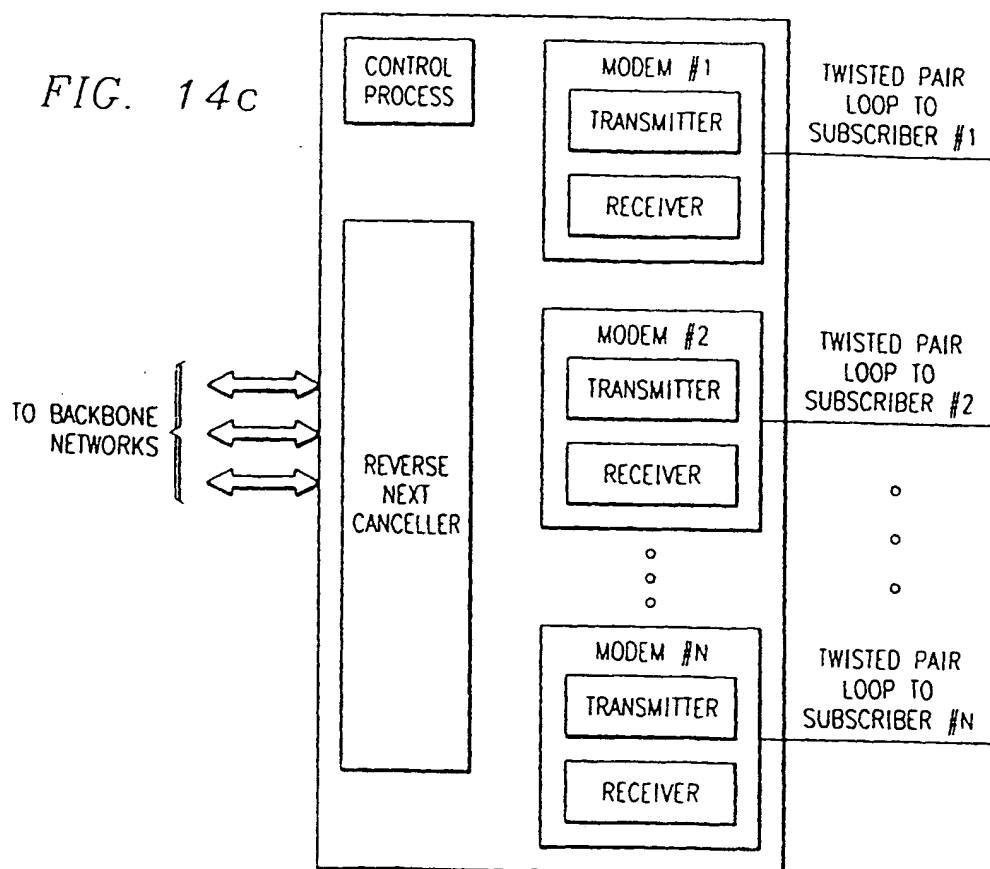 FIG. 14c
CONTROL
PROCESS
MODEM #1
TRANSMITTER
RECEIVER
TWISTED PAIR
LOOP TO
SUBSCRIBER #1
MODEM #2
TRANSMITTER
RECEIVER
TWISTED PAIR
LOOP TO
SUBSCRIBER #2
TO BACKBONE
NETWORKS
REVERSE
NEXT
CANCELLER
MODEM #N
TRANSMITTER
RECEIVER
TWISTED PAIR
LOOP TO
SUBSCRIBER #N